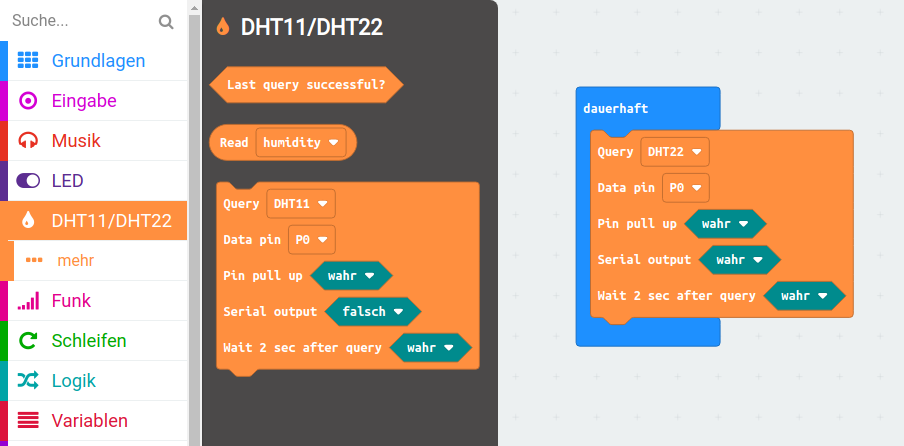 Suche...
Grundlagen
Eingabe
Musik
LED
DHT11/DHT22
mehr
Funk
Schleifen
Logik
Variablen
DHT11/DHT22
Last query successful?
Read humidity
Query DHT11
Data pin P0
Pin pull up wahr
Serial output falsch
Wait 2 sec after query wahr
dauerhaft
Query DHT22
Data pin P0
Pin pull up wahr
Serial output wahr
Wait 2 sec after query wahr